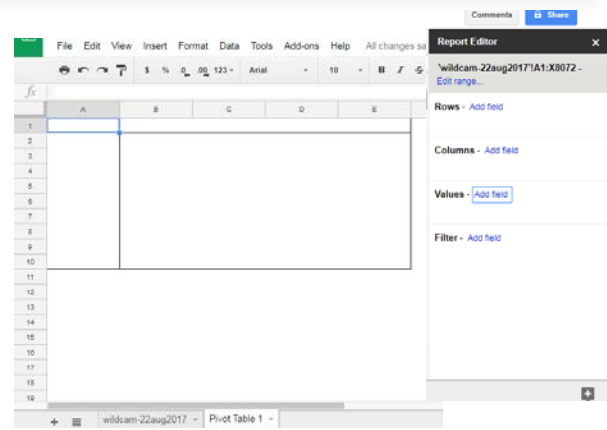 Comments Share
File Edit View Insert Format Data Tools Add-ons Help All changes sa
$ % .0 .00 123 - Arial - 10 - B I S
fx
A B C D E
1
2
3
4
5
6
7
8
9
10
11
12
13
14
15
16
17
18
19
+ wildcam-22aug2017 - Pivot Table 1 -
Report Editor x
'wildcam-22aug2017'!A1:X8072 -
Edit range...
Rows - Add field
Columns - Add field
Values - Add field
Filter - Add field